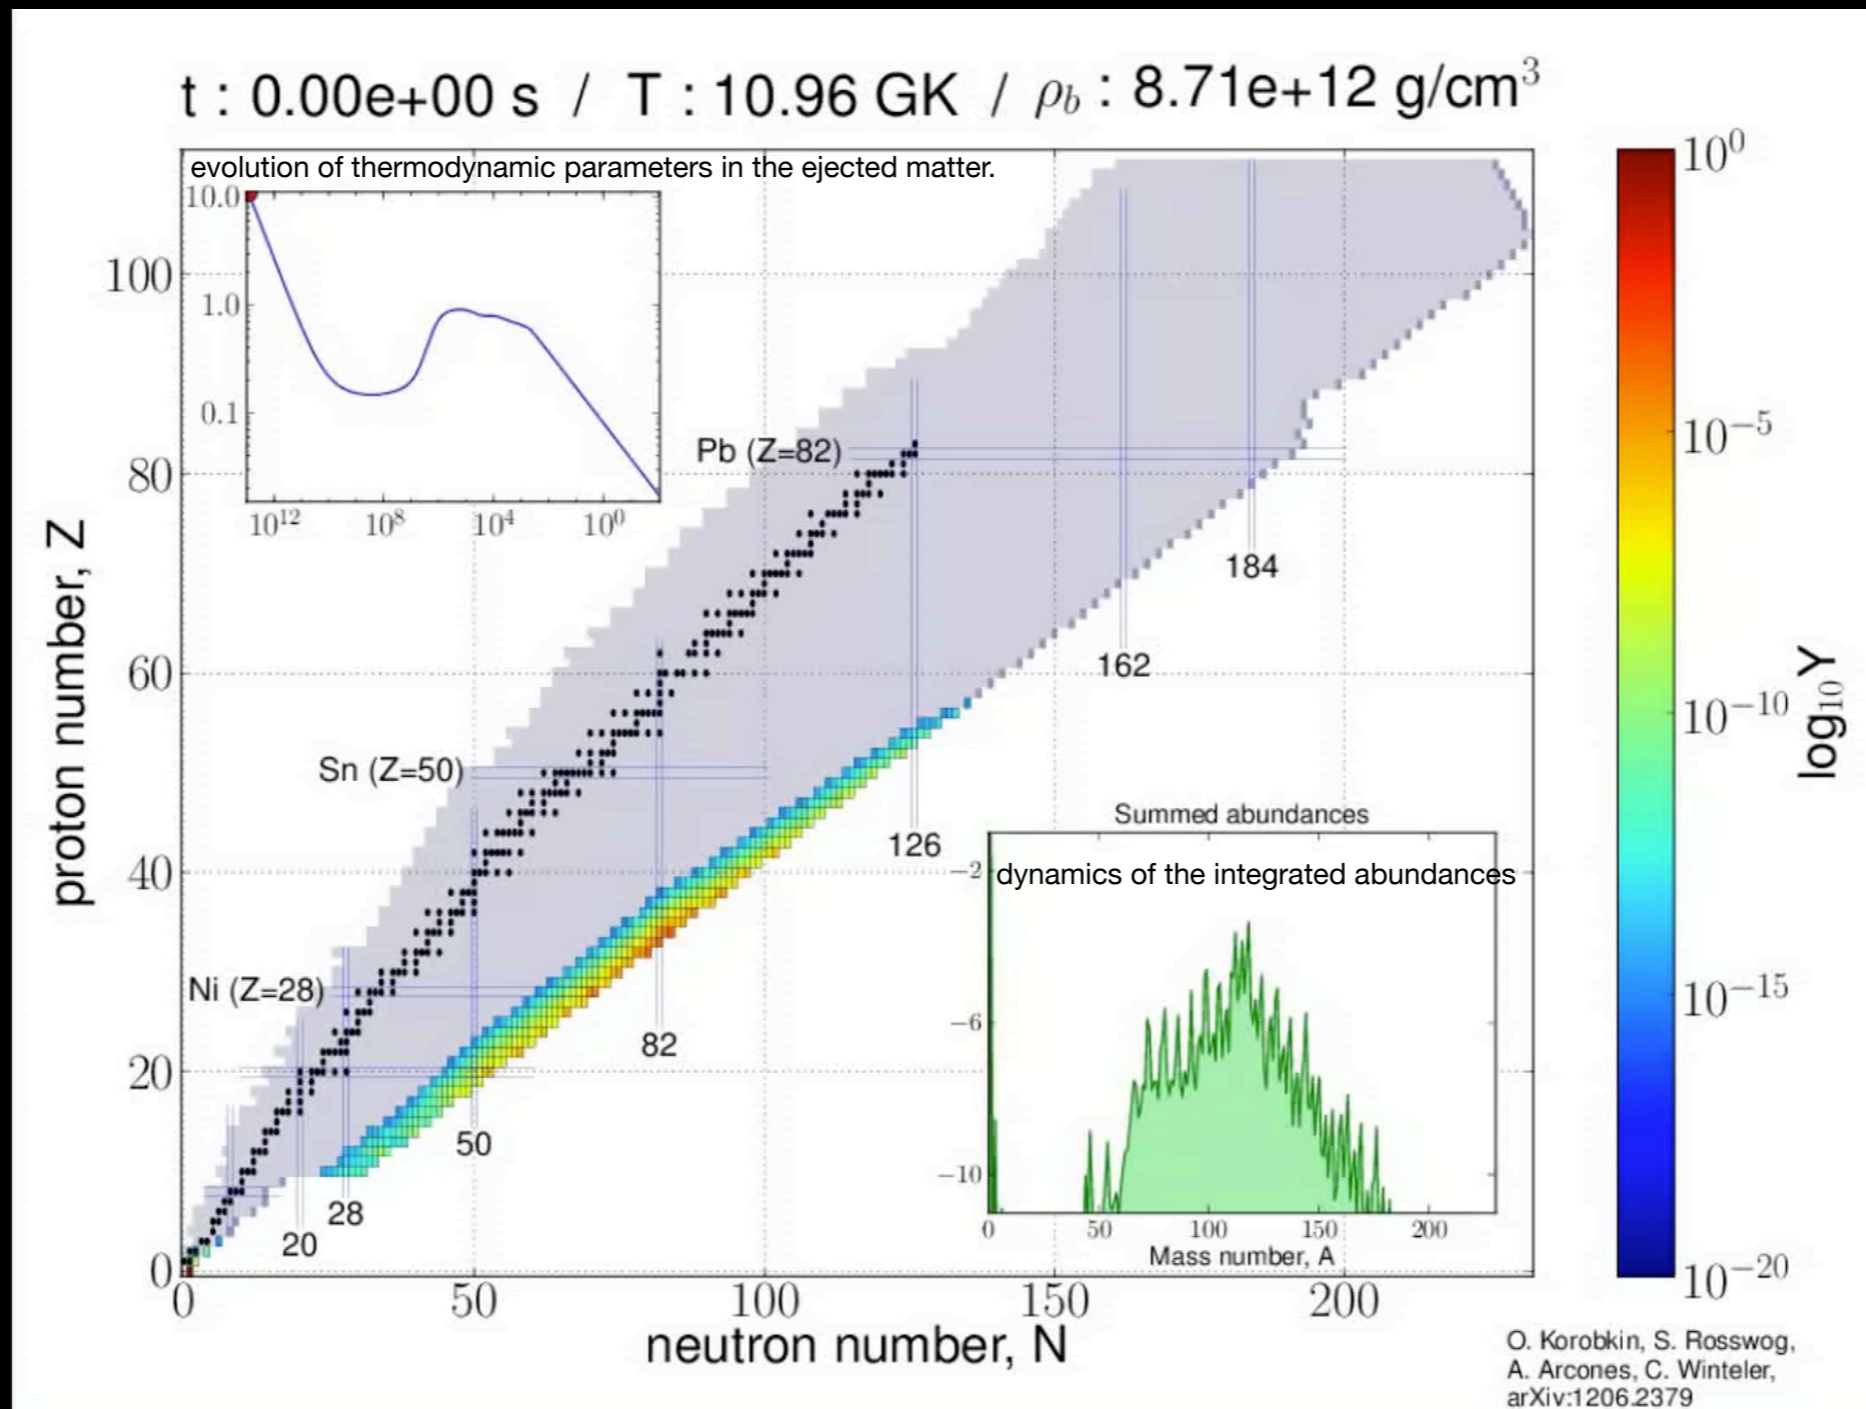 t : 0.00e+00 s / T : 10.96 GK / ρb : 8.71e+12 g/cm³
evolution of thermodynamic parameters in the ejected matter.
10.0
1.0
0.1
10¹² 10⁸ 10⁴ 10⁰
proton number, Z
100
80
60
40
20
0
Pb (Z=82)
Sn (Z=50)
Ni (Z=28)
184
162
126
82
50
28
20
Summed abundances
dynamics of the integrated abundances
−2
−6
−10
0 50 100 150 200
Mass number, A
0 50 100 150 200
neutron number, N
10⁰
10⁻⁵
10⁻¹⁰
10⁻¹⁵
10⁻²⁰
log₁₀Y
O. Korobkin, S. Rosswog,
A. Arcones, C. Winteler,
arXiv:1206.2379